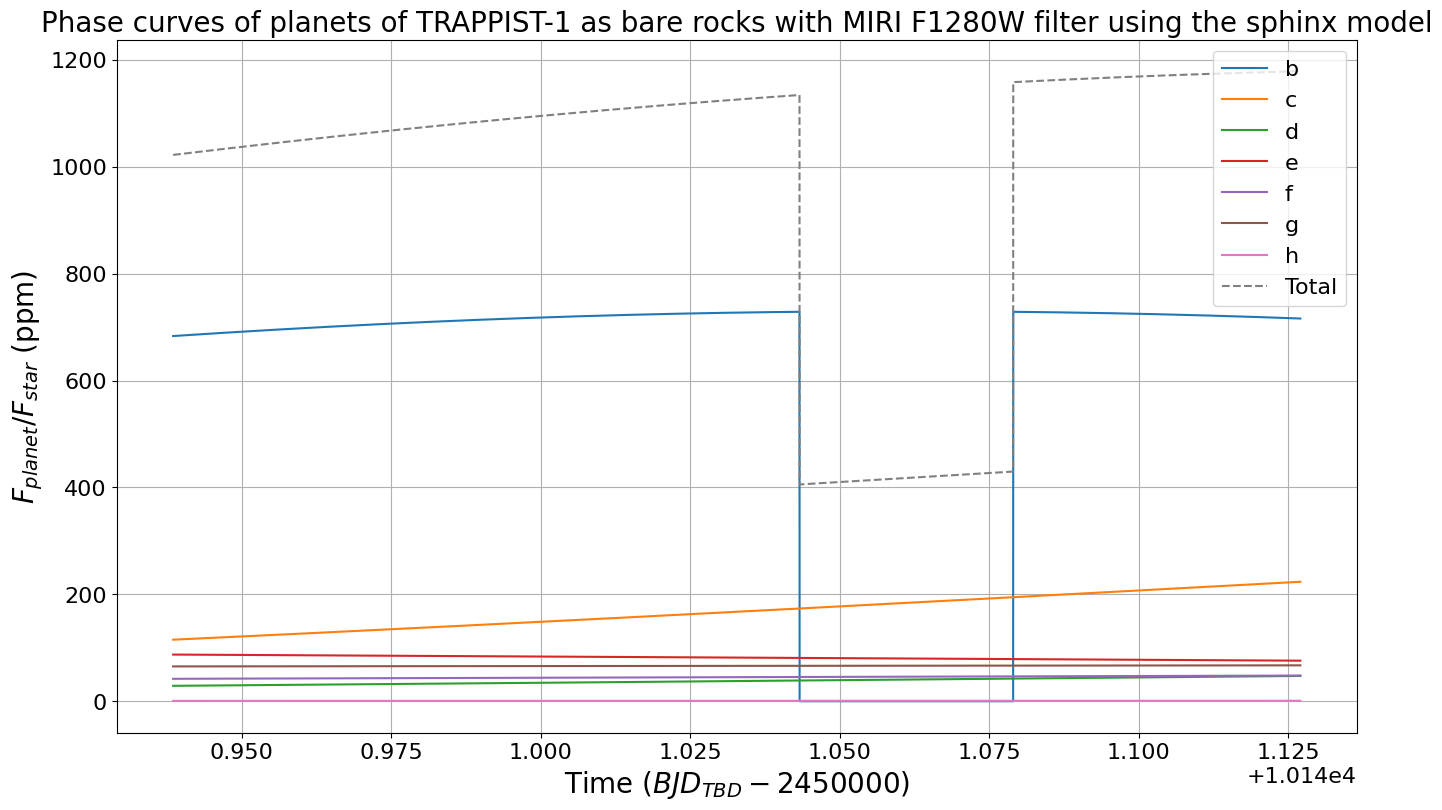 Phase curves of planets of TRAPPIST-1 as bare rocks with MIRI F1280W filter using the sphinx model
F_planet/F_star (ppm)
1200
1000
800
600
400
200
0
b
c
d
e
f
g
h
Total
0.950 0.975 1.000 1.025 1.050 1.075 1.100 1.125
+1.014e4
Time (BJD_TBD − 2450000)